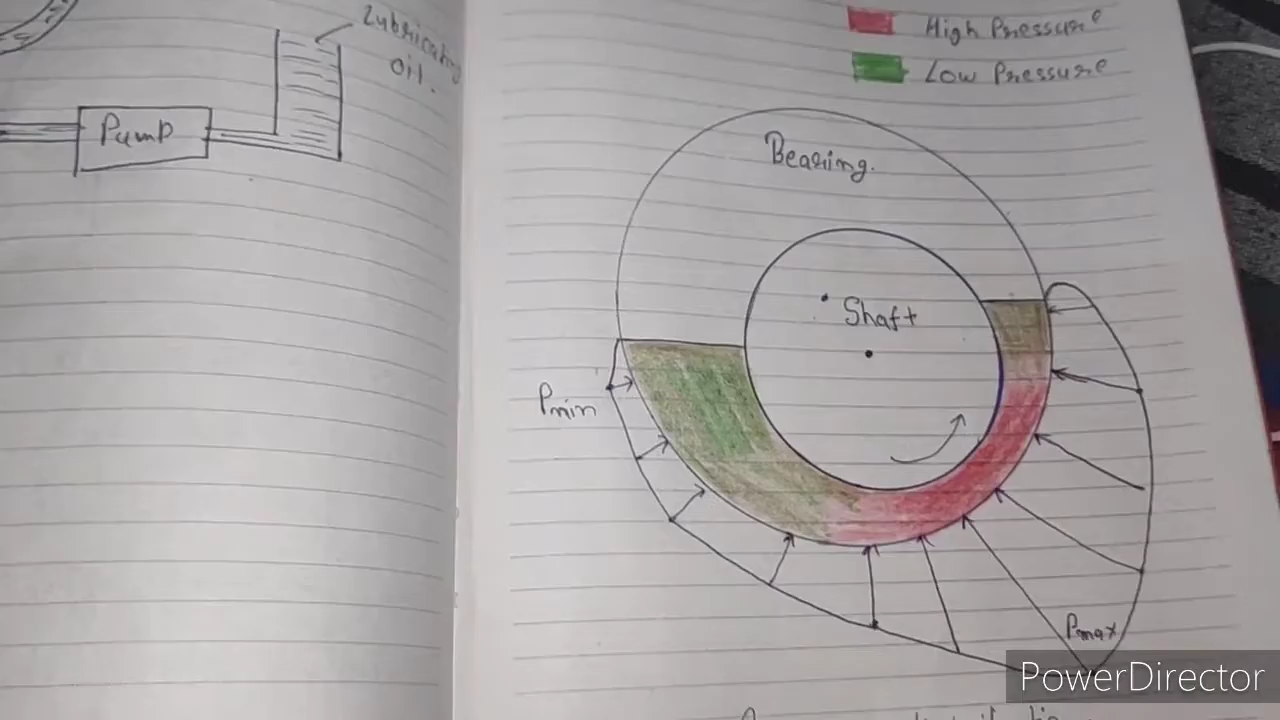 Lubricating
oil.
Pump
High Pressure
Low Pressure
Bearing.
Shaft
Pmin
Pmax
PowerDirector